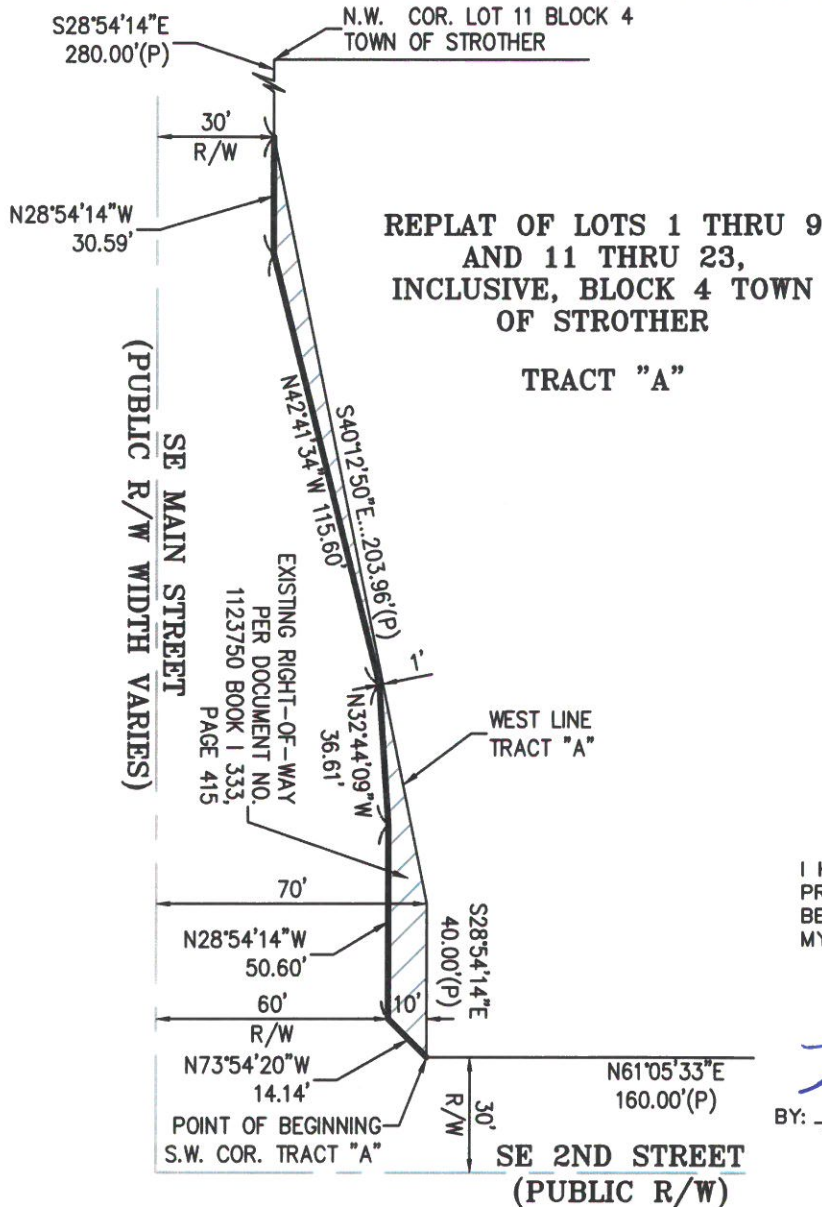 S28°54'14"E
280.00'(P)
N.W. COR. LOT 11 BLOCK 4
TOWN OF STROTHER
30'
R/W
N28°54'14"W
30.59'
REPLAT OF LOTS 1 THRU 9
AND 11 THRU 23,
INCLUSIVE, BLOCK 4 TOWN
OF STROTHER
TRACT "A"
SE MAIN STREET
(PUBLIC R/W WIDTH VARIES)
N42°41'34"W 115.60'
S40°12'50"E...203.96'(P)
EXISTING RIGHT-OF-WAY
PER DOCUMENT NO.
1123750 BOOK I 333,
PAGE 415
1'
N32°44'09"W
36.61'
WEST LINE
TRACT "A"
70'
S28°54'14"E
40.00'(P)
N28°54'14"W
50.60'
60'
R/W
10'
N73°54'20"W
14.14'
POINT OF BEGINNING
S.W. COR. TRACT "A"
30'
R/W
N61°05'33"E
160.00'(P)
SE 2ND STREET
(PUBLIC R/W)
I
PR
BE
MY
BY: